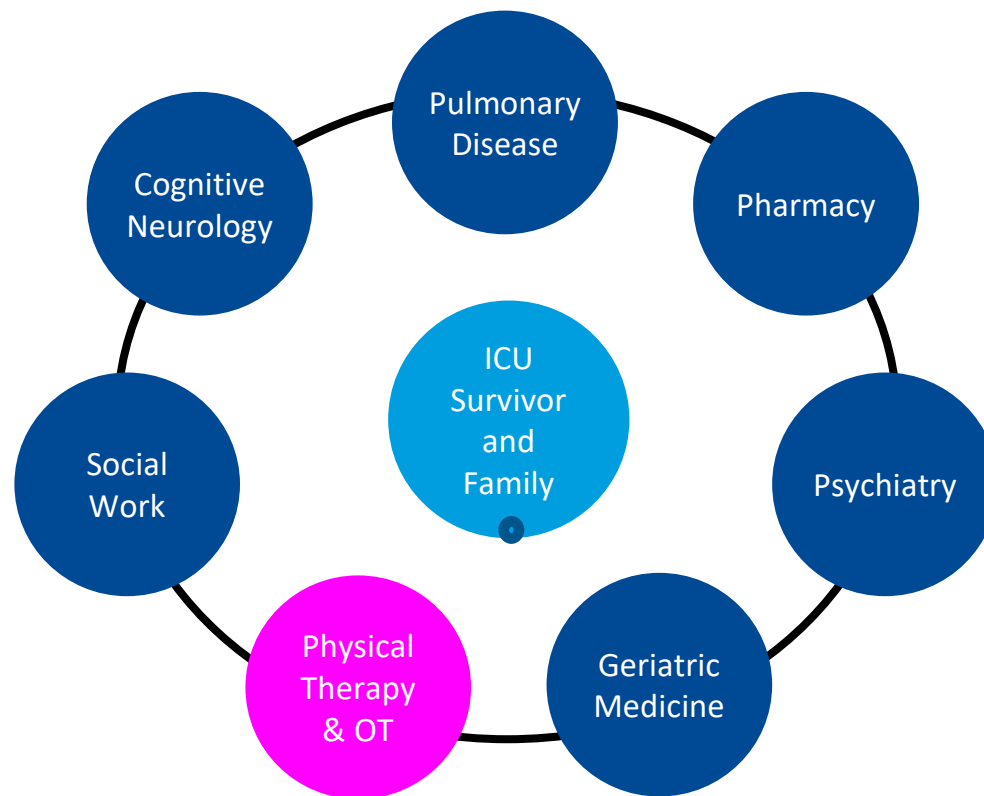 Pulmonary
Disease
Cognitive
Neurology
Pharmacy
ICU
Survivor
and
Family
Social
Work
Psychiatry
Physical
Therapy
& OT
Geriatric
Medicine